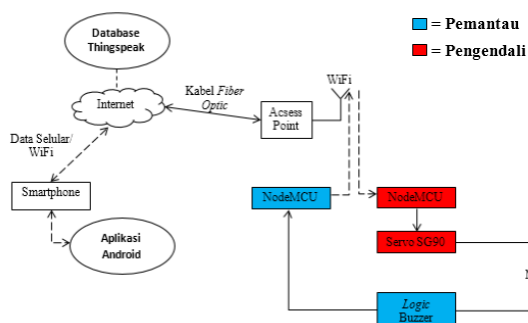 = Pemantau
= Pengendali
Database
Thingspeak
WiFi
Internet
Kabel Fiber
Optic
Acsess
Point
Data Selular/
WiFi
Smartphone
NodeMCU
NodeMCU
Servo SG90
Aplikasi
Android
Logic
Buzzer